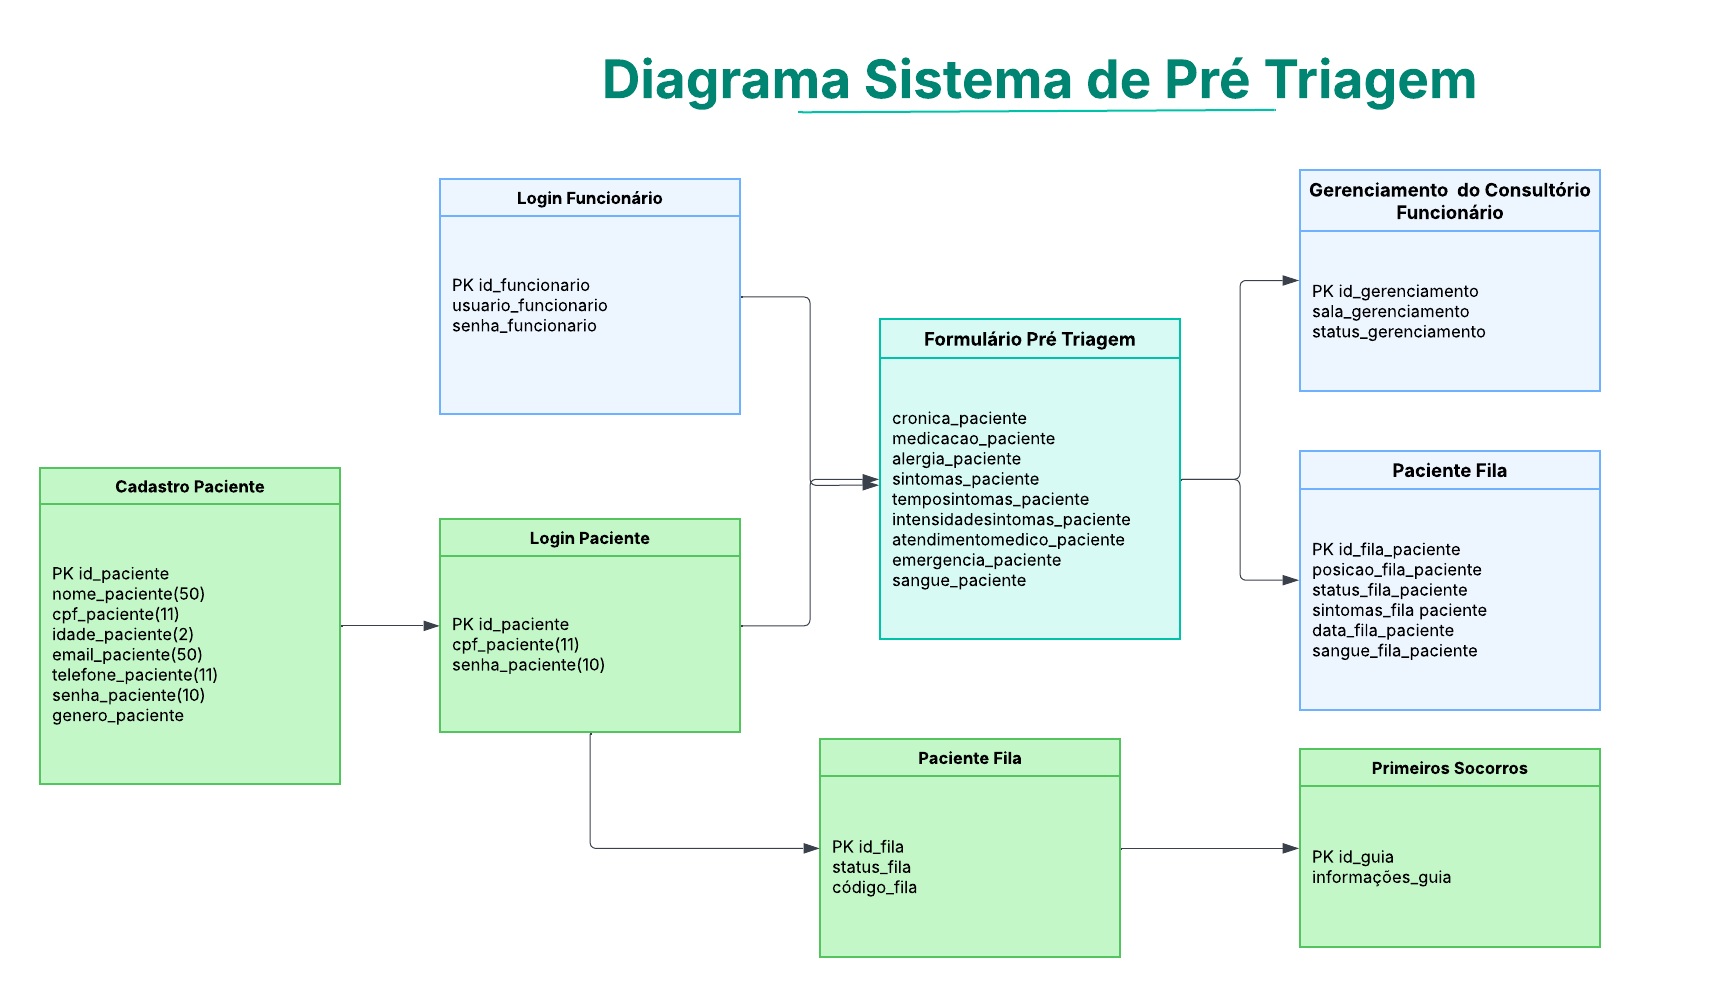 Diagrama Sistema de Pré Triagem
Login Funcionário
PK id_funcionario
usuario_funcionario
senha_funcionario
Gerenciamento  do Consultório
Funcionário
PK id_gerenciamento
sala_gerenciamento
status_gerenciamento
Formulário Pré Triagem
cronica_paciente
medicacao_paciente
alergia_paciente
sintomas_paciente
temposintomas_paciente
intensidadesintomas_paciente
atendimentomedico_paciente
emergencia_paciente
sangue_paciente
Paciente Fila
PK id_fila_paciente
posicao_fila_paciente
status_fila_paciente
sintomas_fila paciente
data_fila_paciente
sangue_fila_paciente
Cadastro Paciente
PK id_paciente
nome_paciente(50)
cpf_paciente(11)
idade_paciente(2)
email_paciente(50)
telefone_paciente(11)
senha_paciente(10)
genero_paciente
Login Paciente
PK id_paciente
cpf_paciente(11)
senha_paciente(10)
Paciente Fila
PK id_fila
status_fila
código_fila
Primeiros Socorros
PK id_guia
informações_guia